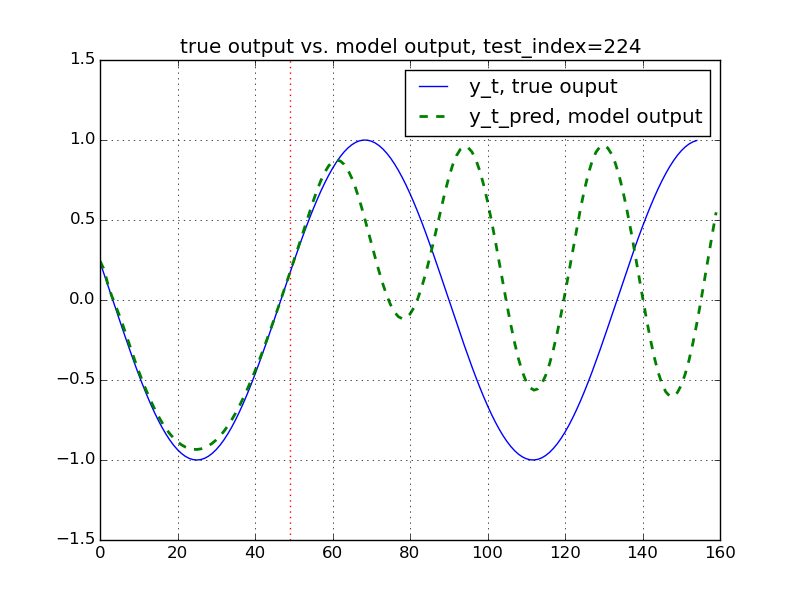 true output vs. model output, test_index=224
y_t, true ouput
y_t_pred, model output
1.5
1.0
0.5
0.0
−0.5
−1.0
−1.5
0 20 40 60 80 100 120 140 160